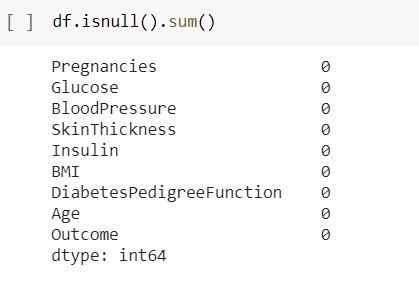 [ ] df.isnull().sum()
Pregnancies 0
Glucose 0
BloodPressure 0
SkinThickness 0
Insulin 0
BMI 0
DiabetesPedigreeFunction 0
Age 0
Outcome 0
dtype: int64